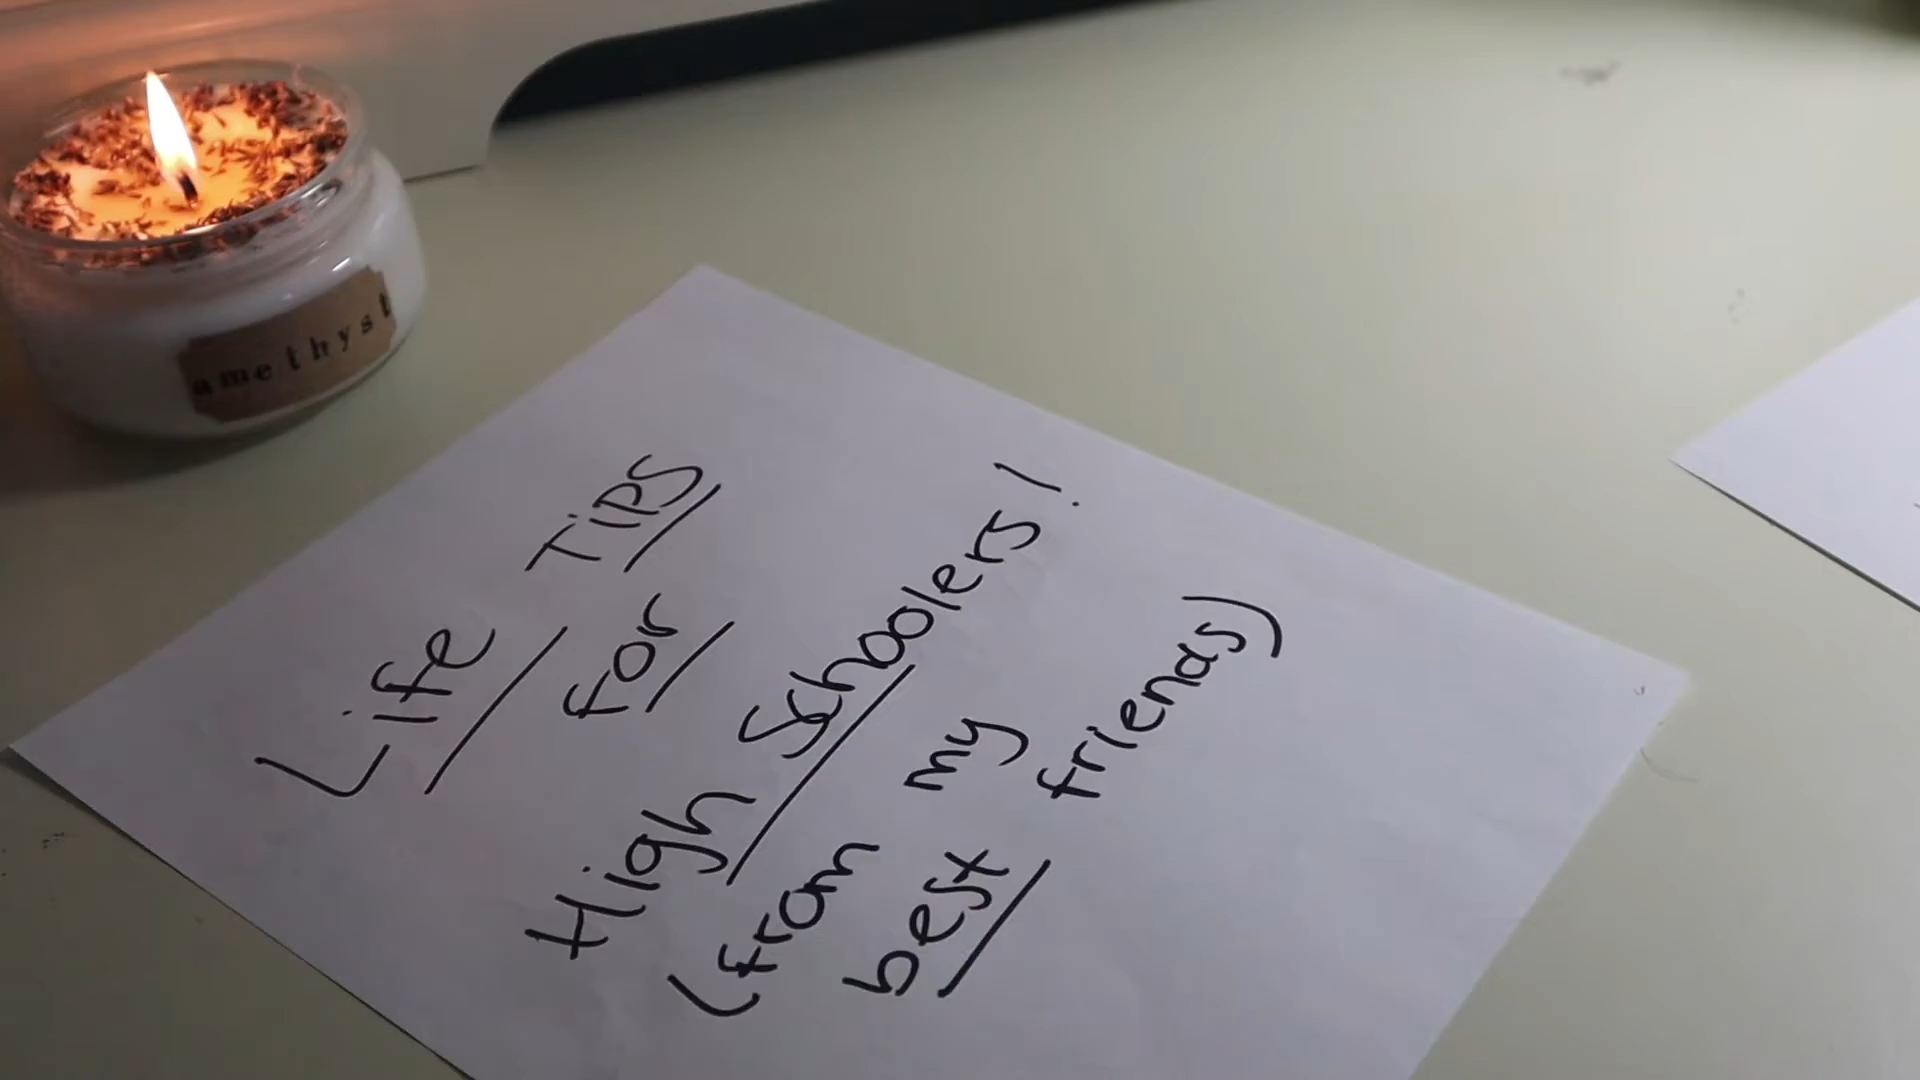 amethyst
Life Tips
for
High Schoolers!
(from my
best friends)